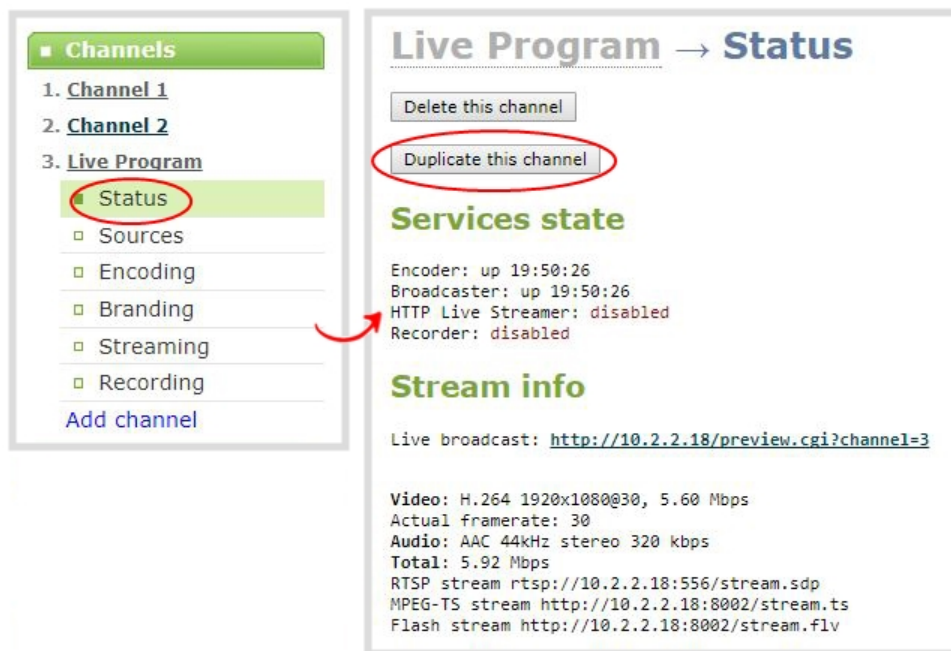 Channels
1. Channel 1
2. Channel 2
3. Live Program
Status
Sources
Encoding
Branding
Streaming
Recording
Add channel
Live Program → Status
Delete this channel
Duplicate this channel
Services state
Encoder: up 19:50:26
Broadcaster: up 19:50:26
HTTP Live Streamer: disabled
Recorder: disabled
Stream info
Live broadcast: http://10.2.2.18/preview.cgi?channel=3
Video: H.264 1920x1080@30, 5.60 Mbps
Actual framerate: 30
Audio: AAC 44kHz stereo 320 kbps
Total: 5.92 Mbps
RTSP stream rtsp://10.2.2.18:556/stream.sdp
MPEG-TS stream http://10.2.2.18:8002/stream.ts
Flash stream http://10.2.2.18:8002/stream.flv